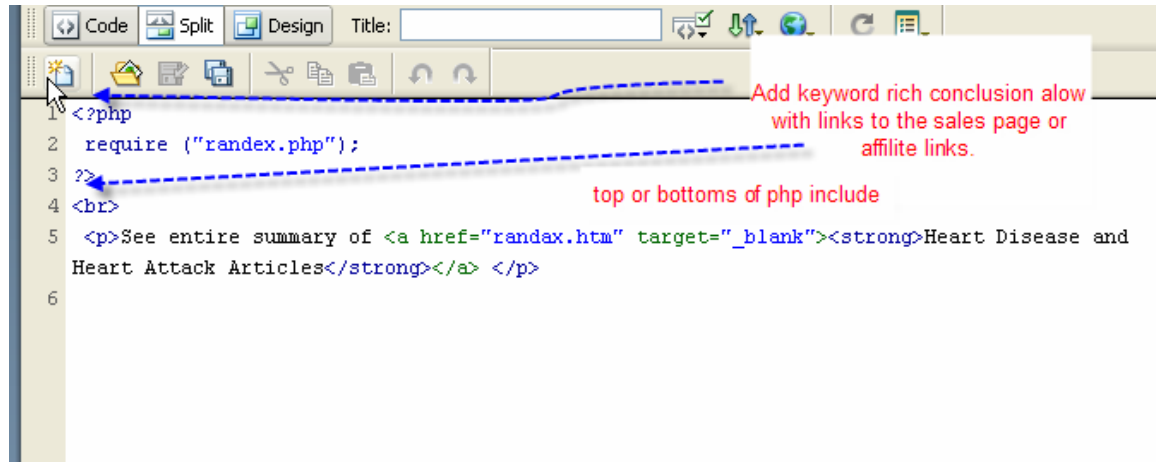 Code Split Design Title:
Add keyword rich conclusion alow
with links to the sales page or
affilite links.
top or bottoms of php include
1 <?php
2 require ("randex.php");
3 ?>
4 <br>
5 <p>See entire summary of <a href="randax.htm" target="_blank"><strong>Heart Disease and
Heart Attack Articles</strong></a> </p>
6